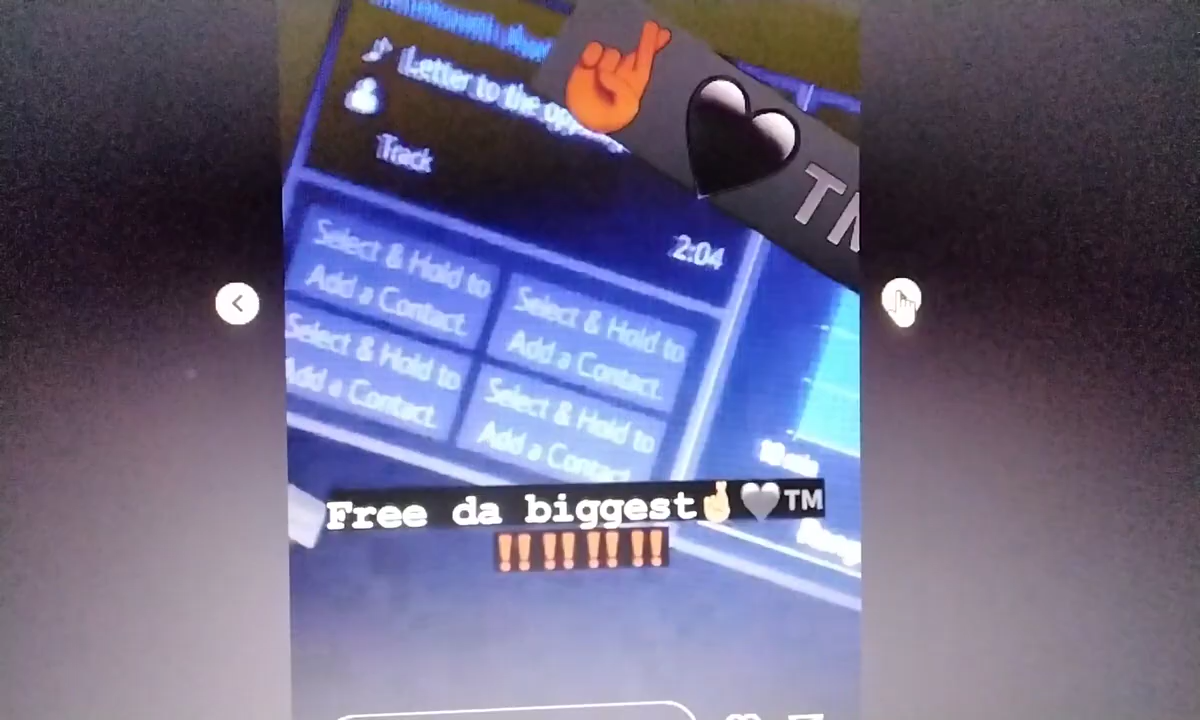 Letter to the
Track
2:04
Select & Hold to
Add a Contact
Select & Hold to
Add a Contact
Select & Hold to
Add a Contact
Select & Hold to
Add a Contact
TM
Free da biggest🤞🩶™️
‼️‼️‼️‼️